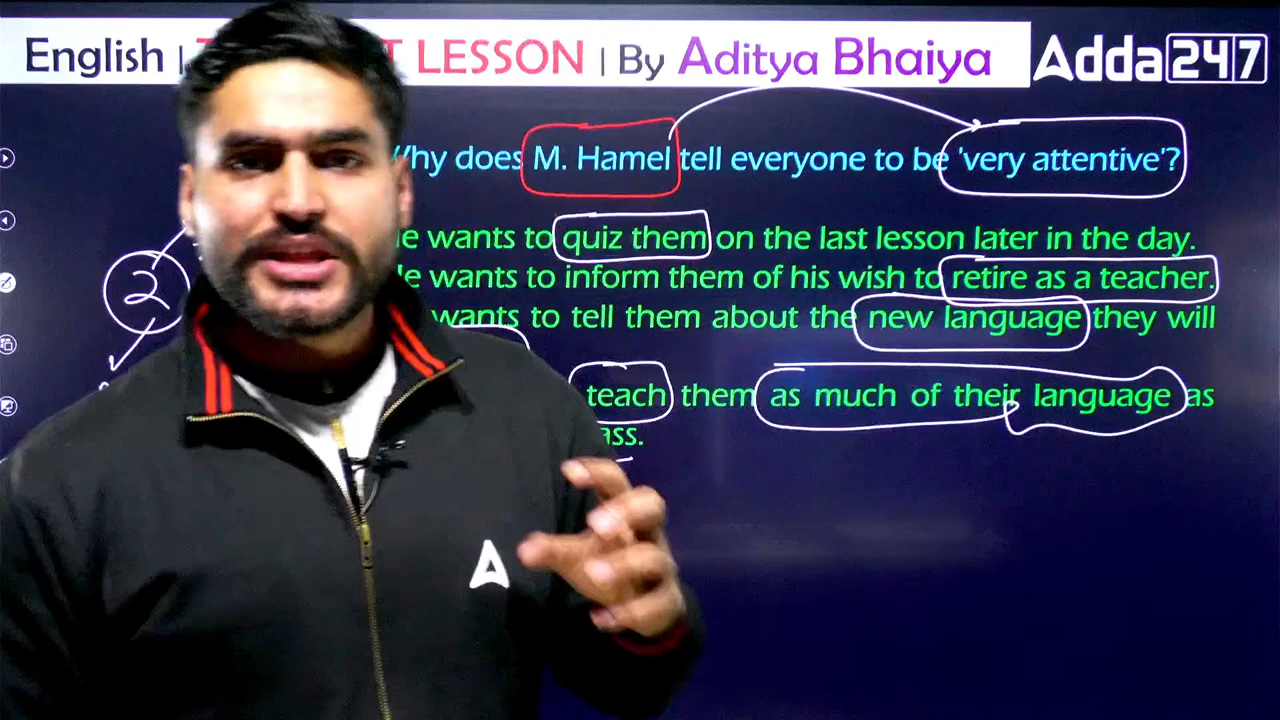 English | LESSON | By Aditya Bhaiya
Adda247
Why does M. Hamel tell everyone to be 'very attentive'?
wants to quiz them on the last lesson later in the day.
wants to inform them of his wish to retire as a teacher.
wants to tell them about the new language they will
2
teach them as much of their language as